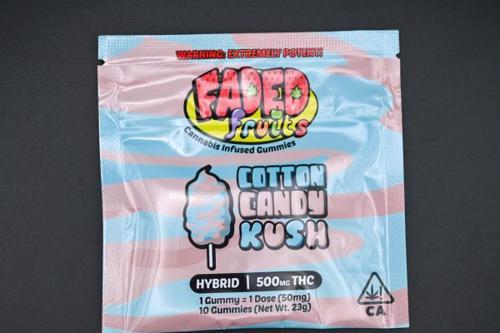 WARNING: EXTREMELY POTENT!
FADED
fruits
Cannabis Infused Gummies
COTTON
CANDY
KUSH
HYBRID | 500MG THC
1 Gummy = 1 Dose (50mg)
10 Gummies (Net Wt. 23g)
CA